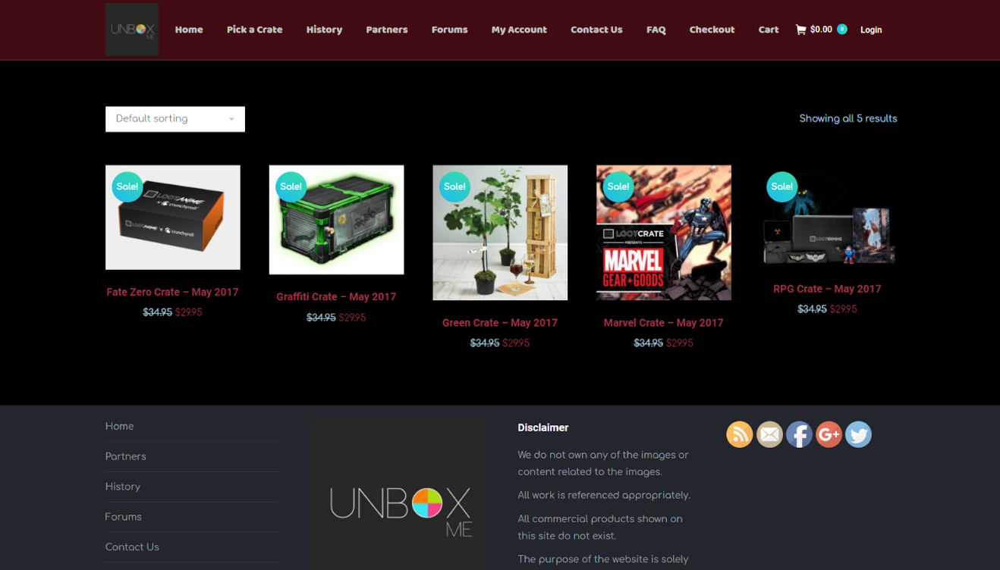 UNBOX
ME
Home
Pick a Crate
History
Partners
Forums
My Account
Contact Us
FAQ
Checkout
Cart
$0.00
0
Login
Default sorting
Showing all 5 results
Sale!
LOOTANIME
x crunchyroll
LOOTANIME x crunchyroll
Fate Zero Crate – May 2017
$34.95 $29.95
Sale!
Graffiti Crate – May 2017
$34.95 $29.95
Sale!
Green Crate – May 2017
$34.95 $29.95
Sale!
LOOTCRATE
PRESENTS
MARVEL
GEAR+GOODS
Marvel Crate – May 2017
$34.95 $29.95
Sale!
RPG Crate – May 2017
$34.95 $29.95
Home
Partners
History
Forums
Contact Us
UNBOX
ME
Disclaimer
We do not own any of the images or
content related to the images.
All work is referenced appropriately.
All commercial products shown on
this site do not exist.
The purpose of the website is solely
G+